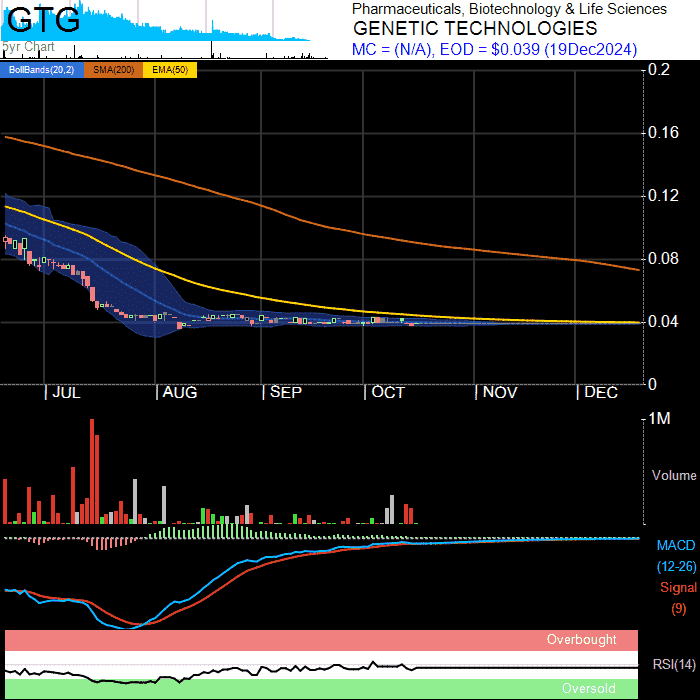 GTG
5yr Chart
Pharmaceuticals, Biotechnology & Life Sciences
GENETIC TECHNOLOGIES
MC = (N/A), EOD = $0.039 (19Dec2024)
BollBands(20,2) SMA(200) EMA(50)
0.2
0.16
0.12
0.08
0.04
0
JUL AUG SEP OCT NOV DEC
1M
Volume
MACD
(12-26)
Signal
(9)
Overbought
RSI(14)
Oversold